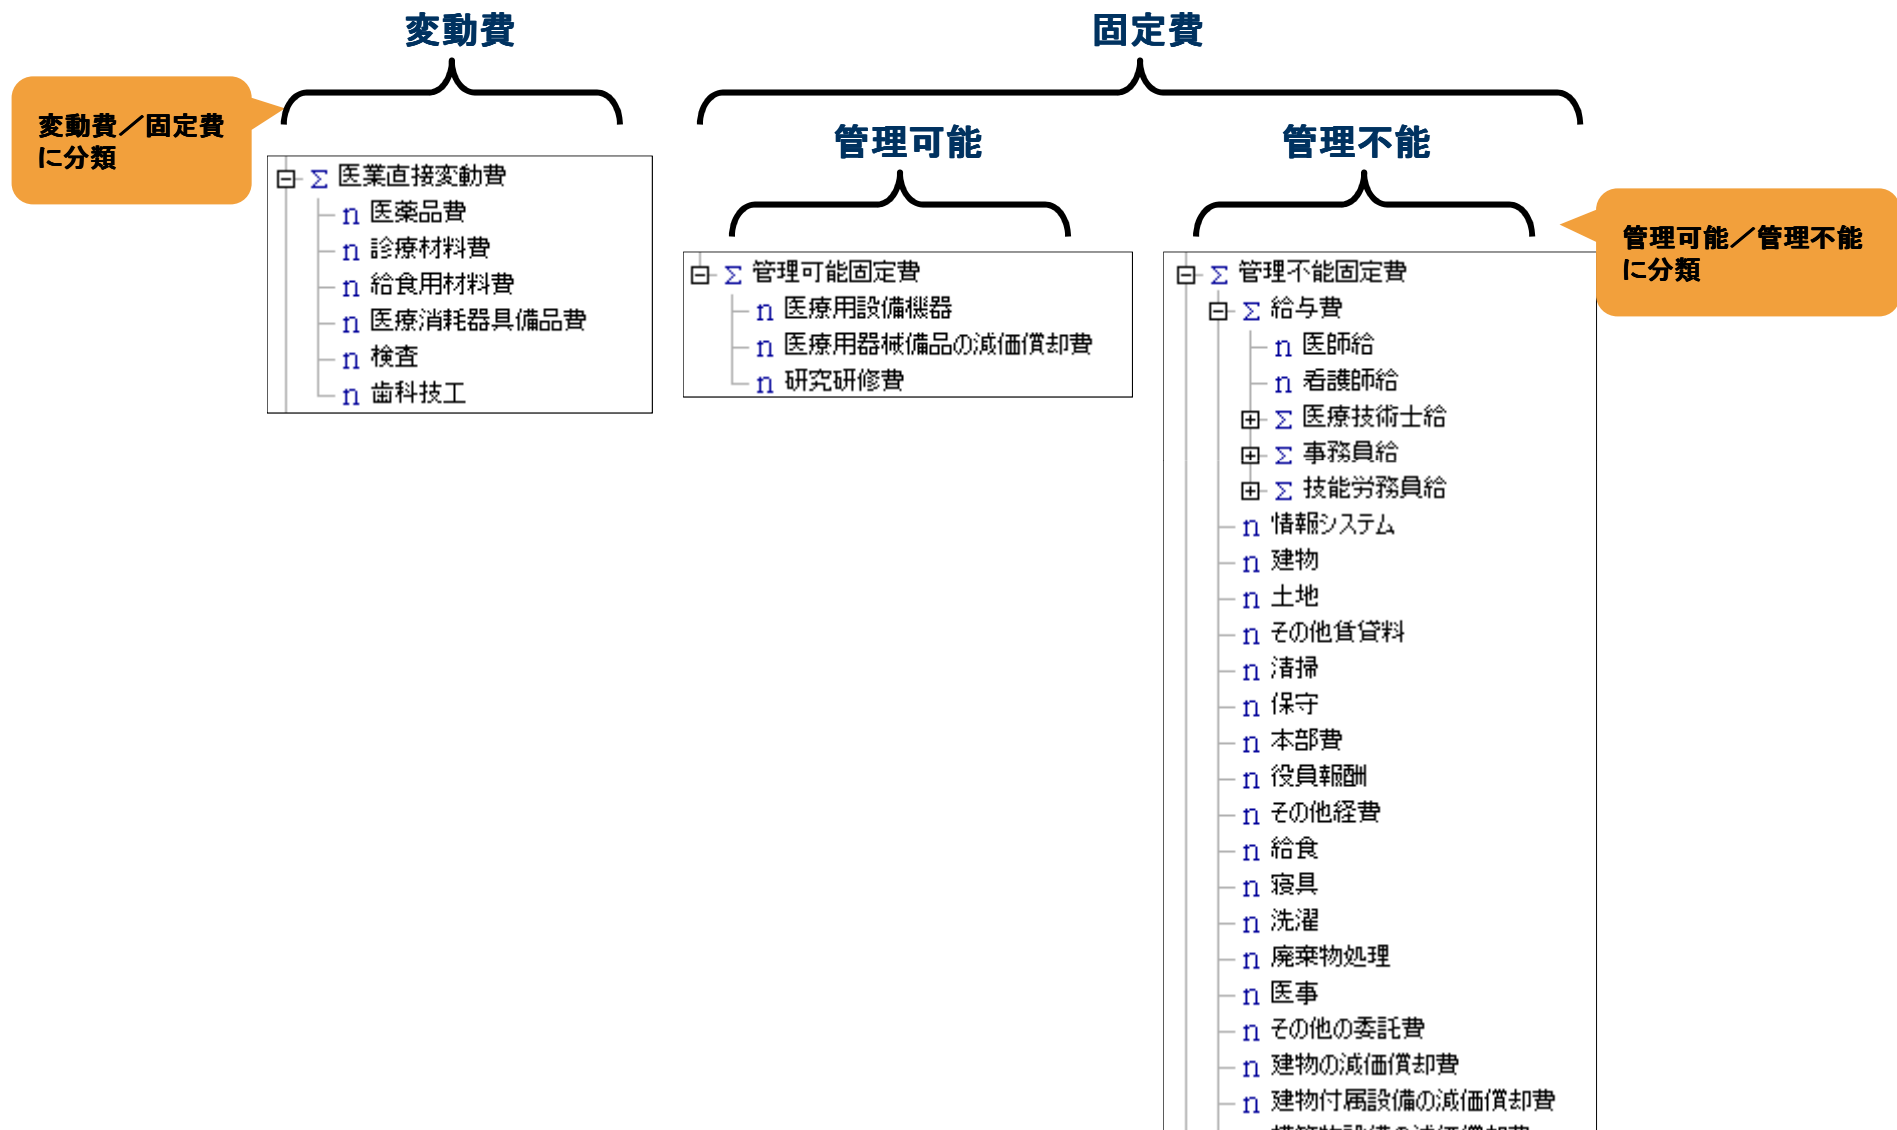 変動費
固定費
変動費／固定費
に分類
管理可能
管理不能
管理可能／管理不能
に分類
Σ 医業直接変動費
n 医薬品費
n 診療材料費
n 給食用材料費
n 医療消耗器具備品費
n 検査
n 歯科技工
Σ 管理可能固定費
n 医療用設備機器
n 医療用器械備品の減価償却費
n 研究研修費
Σ 管理不能固定費
Σ 給与費
n 医師給
n 看護師給
Σ 医療技術士給
Σ 事務員給
Σ 技能労務員給
n 情報システム
n 建物
n 土地
n その他賃貸料
n 清掃
n 保守
n 本部費
n 役員報酬
n その他経費
n 給食
n 寝具
n 洗濯
n 廃棄物処理
n 医事
n その他の委託費
n 建物の減価償却費
n 建物付属設備の減価償却費